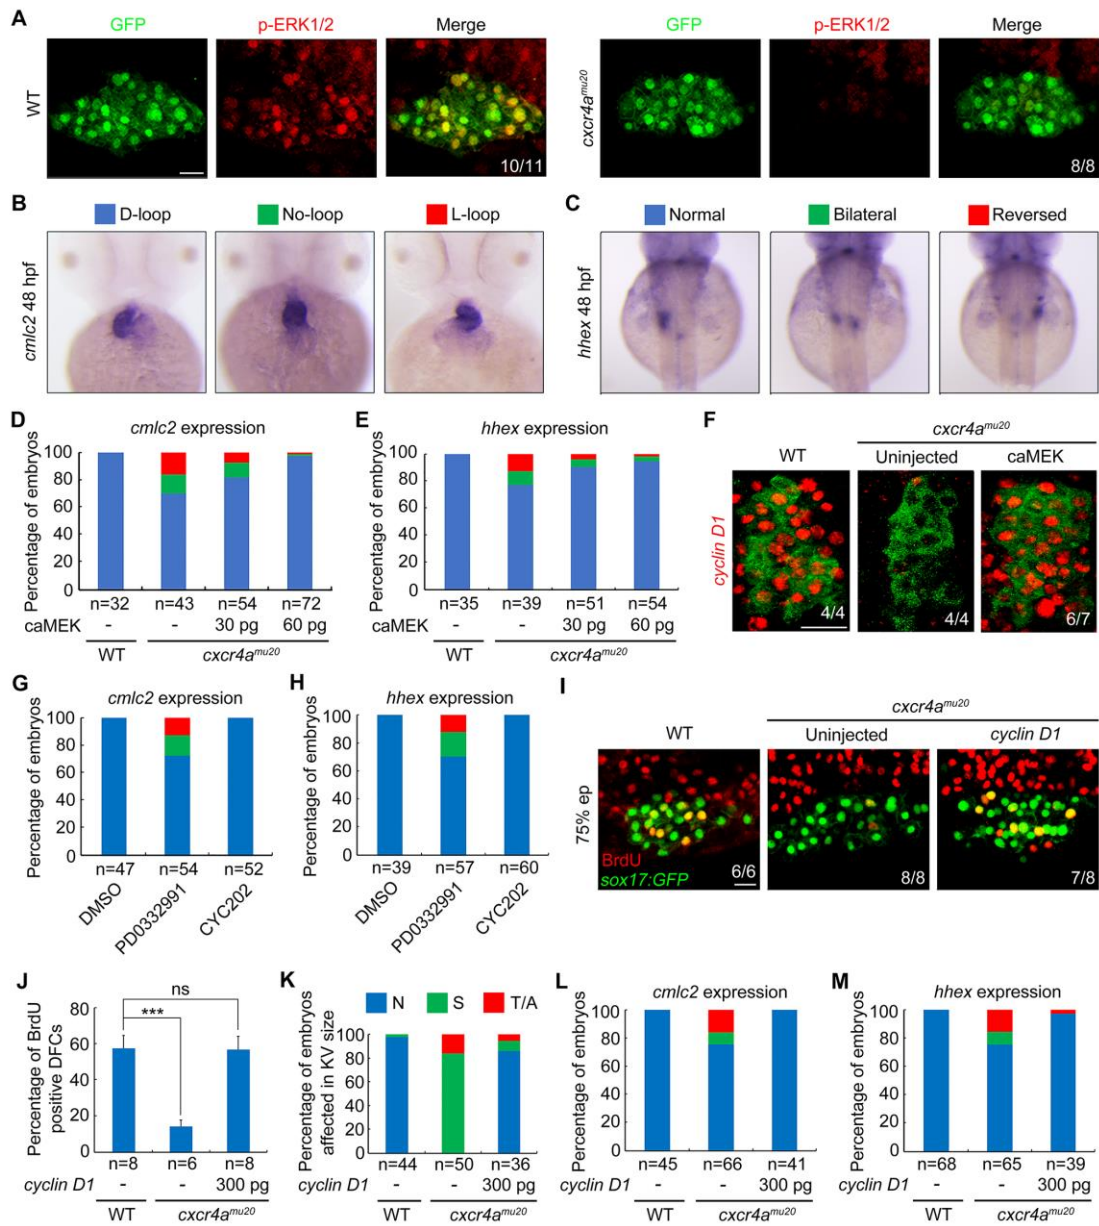 A
GFP p-ERK1/2 Merge GFP p-ERK1/2 Merge
WT
10/11
cxcr4a^mu20
8/8
B
D-loop No-loop L-loop
cmlc2 48 hpf
C
Normal Bilateral Reversed
hhex 48 hpf
D
cmlc2 expression
Percentage of embryos
100
80
60
40
20
0
n=32 n=43 n=54 n=72
caMEK - - 30 pg 60 pg
WT cxcr4a^mu20
E
hhex expression
Percentage of embryos
100
80
60
40
20
0
n=35 n=39 n=51 n=54
caMEK - - 30 pg 60 pg
WT cxcr4a^mu20
F
cxcr4a^mu20
WT Uninjected caMEK
cyclin D1
4/4 4/4 6/7
G
cmlc2 expression
Percentage of embryos
100
80
60
40
20
0
n=47 n=54 n=52
DMSO PD0332991 CYC202
H
hhex expression
Percentage of embryos
100
80
60
40
20
0
n=39 n=57 n=60
DMSO PD0332991 CYC202
I
cxcr4a^mu20
WT Uninjected cyclin D1
75% ep
BrdU
sox17:GFP
6/6 8/8 7/8
J
Percentage of BrdU
positive DFCs
80
60
40
20
0
ns
***
n=8 n=6 n=8
cyclin D1 - - 300 pg
WT cxcr4a^mu20
K
N S T/A
Percentage of embryos
affected in KV size
100
80
60
40
20
0
n=44 n=50 n=36
cyclin D1 - - 300 pg
WT cxcr4a^mu20
L
cmlc2 expression
Percentage of embryos
100
80
60
40
20
0
n=45 n=66 n=41
cyclin D1 - - 300 pg
WT cxcr4a^mu20
M
hhex expression
Percentage of embryos
100
80
60
40
20
0
n=68 n=65 n=39
cyclin D1 - - 300 pg
WT cxcr4a^mu20